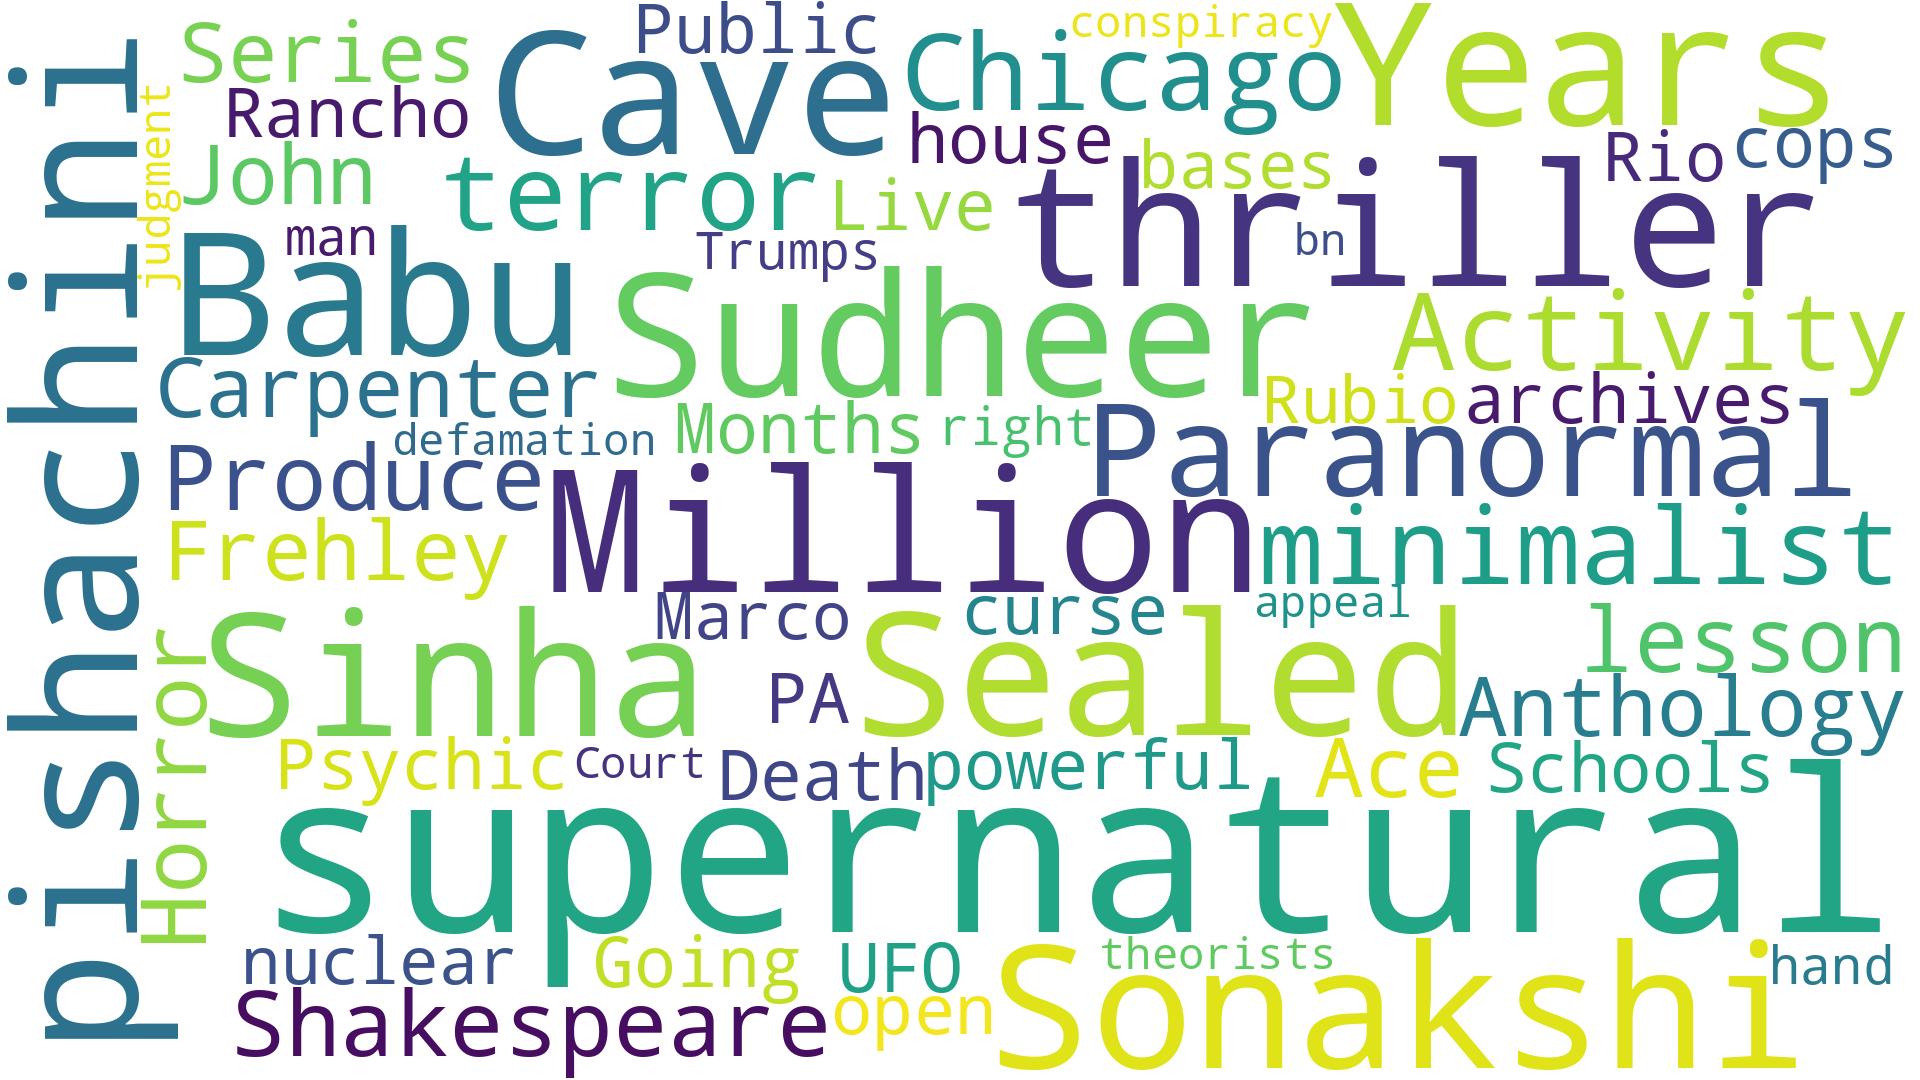 pishachini
judgment
Series
Cave
Public
Chicago
conspiracy
Years
Rancho
house
bases
Rio
cops
John
terror
Live
thriller
man
Trumps
bn
Babu
Sudheer
Activity
Carpenter
Rubio
archives
defamation
Months
right
Paranormal
Produce
Million
minimalist
Frehley
Marco
curse
appeal
lesson
Horror
Sinha
PA
Sealed
Anthology
Psychic
Court
Death
powerful
Ace
Schools
supernatural
nuclear
Going
UFO
theorists
hand
Shakespeare
open
Sonakshi